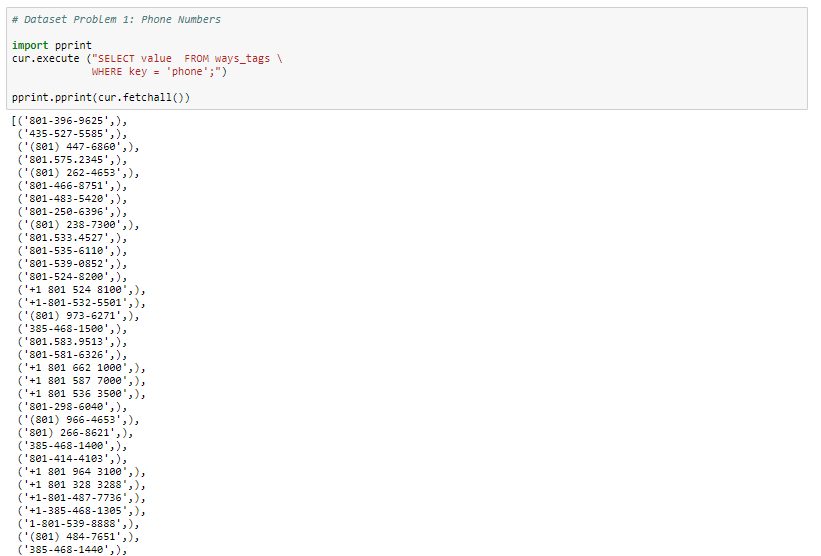 # Dataset Problem 1: Phone Numbers
import pprint
cur.execute ("SELECT value  FROM ways_tags \
             WHERE key = 'phone';")
pprint.pprint(cur.fetchall())
[('801-396-9625',),
 ('435-527-5585',),
 ('(801) 447-6860',),
 ('801.575.2345',),
 ('(801) 262-4653',),
 ('801-466-8751',),
 ('801-483-5420',),
 ('801-250-6396',),
 ('(801) 238-7300',),
 ('801.533.4527',),
 ('801-535-6110',),
 ('801-539-0852',),
 ('801-524-8200',),
 ('+1 801 524 8100',),
 ('+1-801-532-5501',),
 ('(801) 973-6271',),
 ('385-468-1500',),
 ('801.583.9513',),
 ('801-581-6326',),
 ('+1 801 662 1000',),
 ('+1 801 587 7000',),
 ('+1 801 536 3500',),
 ('801-298-6040',),
 ('(801) 966-4653',),
 ('801) 266-8621',),
 ('385-468-1400',),
 ('801-414-4103',),
 ('+1 801 964 3100',),
 ('+1 801 328 3288',),
 ('+1-801-487-7736',),
 ('+1-385-468-1305',),
 ('1-801-539-8888',),
 ('(801) 484-7651',),
 ('385-468-1440',),